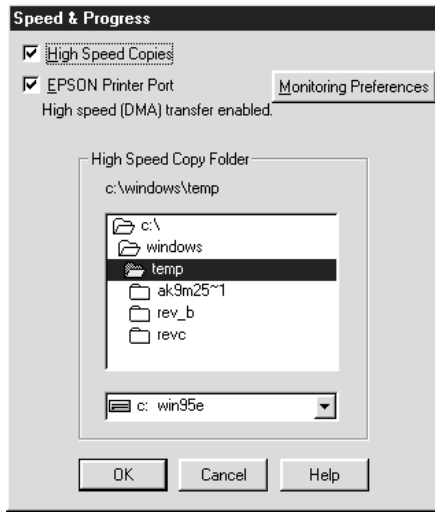 Speed & Progress
High Speed Copies
EPSON Printer Port
Monitoring Preferences
High speed (DMA) transfer enabled.
High Speed Copy Folder
c:\windows\temp
c:\
windows
temp
ak9m25~1
rev_b
revc
c: win95e
OK Cancel Help